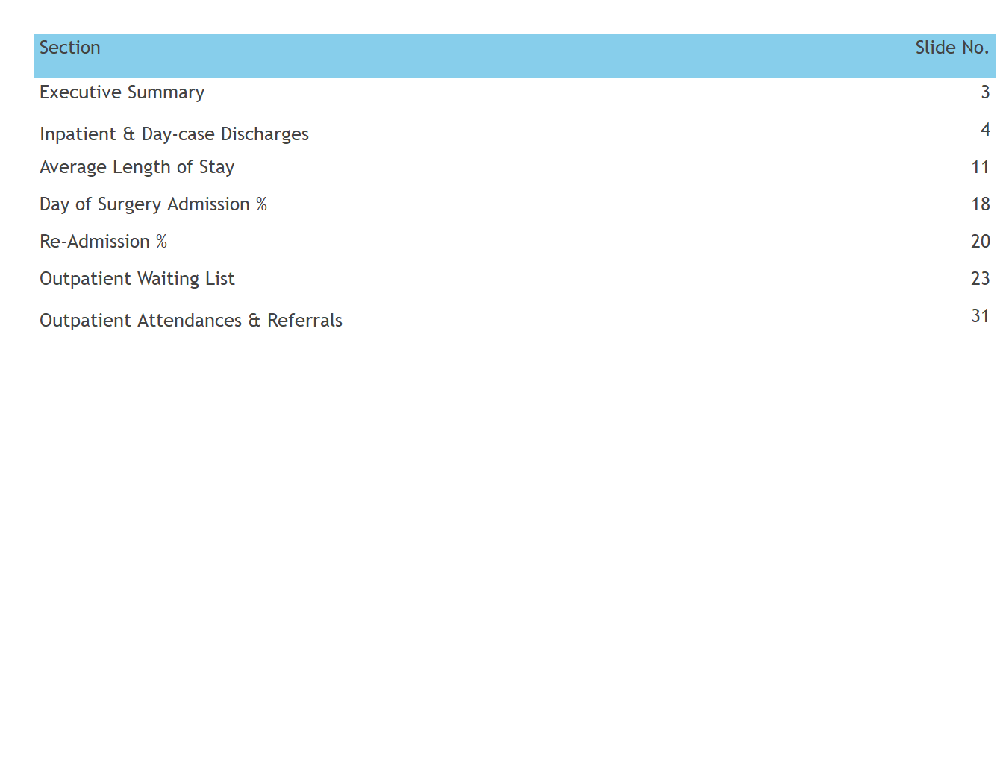 Section Slide No.
Executive Summary 3
Inpatient & Day-case Discharges 4
Average Length of Stay 11
Day of Surgery Admission % 18
Re-Admission % 20
Outpatient Waiting List 23
Outpatient Attendances & Referrals 31